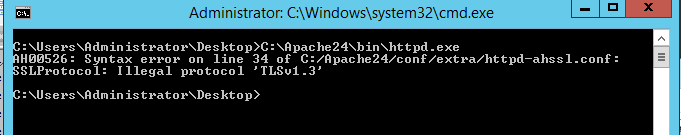 Administrator: C:\Windows\system32\cmd.exe
C:\Users\Administrator\Desktop>C:\Apache24\bin\httpd.exe
AH00526: Syntax error on line 34 of C:/Apache24/conf/extra/httpd-ahssl.conf:
SSLProtocol: Illegal protocol 'TLSv1.3'
C:\Users\Administrator\Desktop>